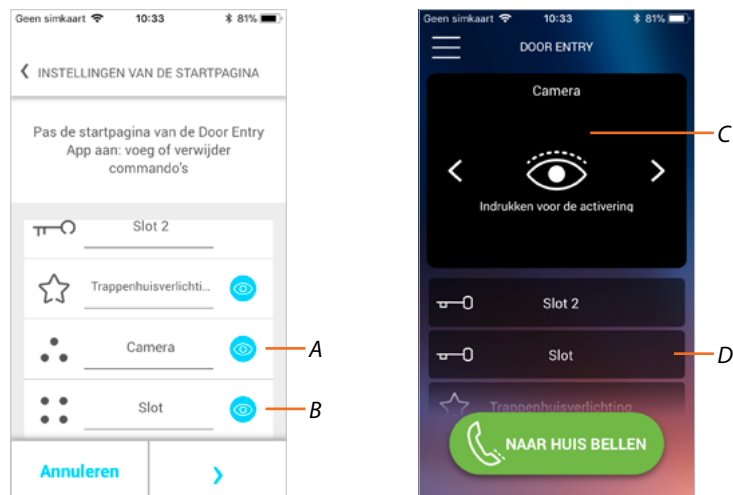 Geen simkaart 10:33 81%
INSTELLINGEN VAN DE STARTPAGINA
Pas de startpagina van de Door Entry
App aan: voeg of verwijder
commando's
Slot 2
Trappenhuisverlichti...
Camera
A
Slot
B
Annuleren
Geen simkaart 10:33 81%
DOOR ENTRY
Camera
C
Indrukken voor de activering
Slot 2
Slot
D
Trappenhuisverlichting
NAAR HUIS BELLEN